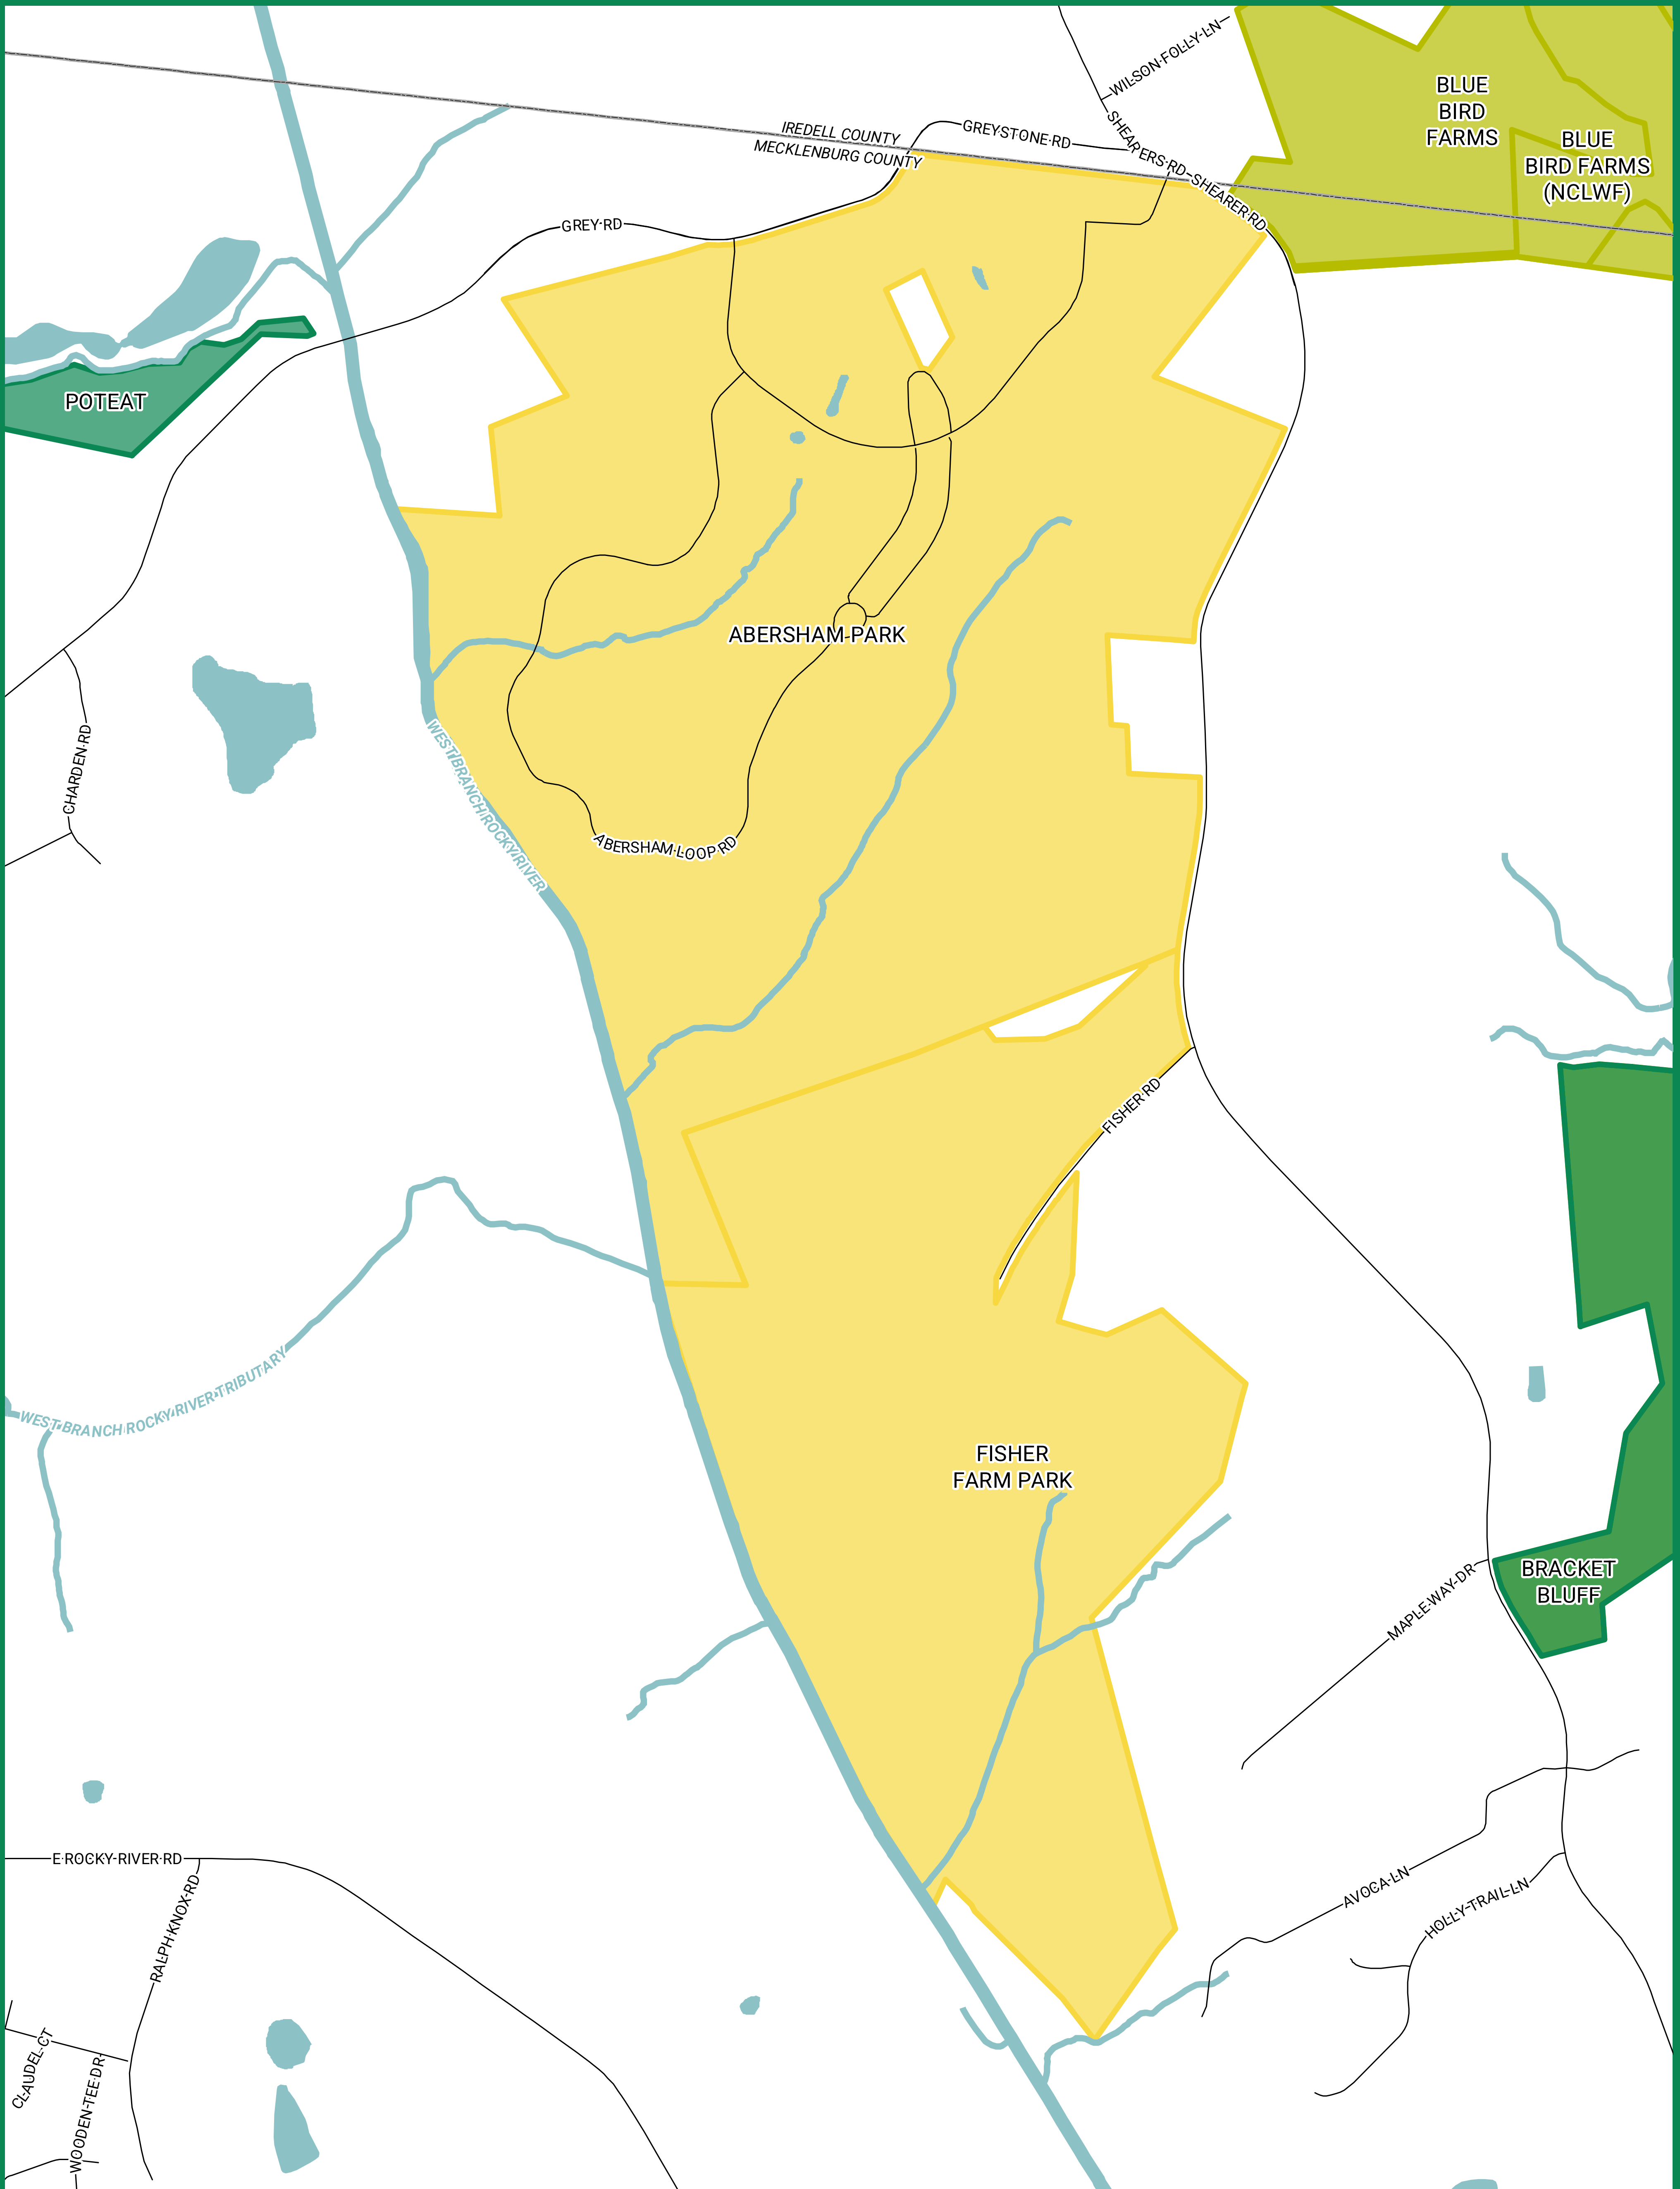 WILSON FOLLY LN
BLUE
BIRD
FARMS
BLUE
BIRD FARMS
(NCLWF)
IREDELL COUNTY
MECKLENBURG COUNTY
GREYSTONE RD
SHEARERS RD
SHEARER RD
GREY RD
POTEAT
ABERSHAM PARK
CHARDEN RD
WEST BRANCH ROCKY RIVER
ABERSHAM LOOP RD
FISHER RD
WEST BRANCH ROCKY RIVER TRIBUTARY
FISHER
FARM PARK
BRACKET
BLUFF
MAPLE WAY DR
E ROCKY RIVER RD
RALPH KNOX RD
AVOCA LN
HOLLY TRAIL LN
CLAUDEL CT
WOODEN TEE DR